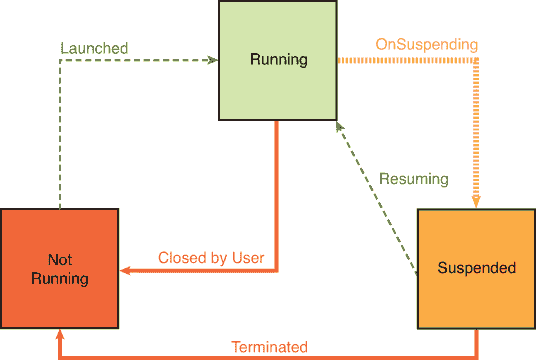 Launched
Running
OnSuspending
Resuming
Not
Running
Closed by User
Suspended
Terminated